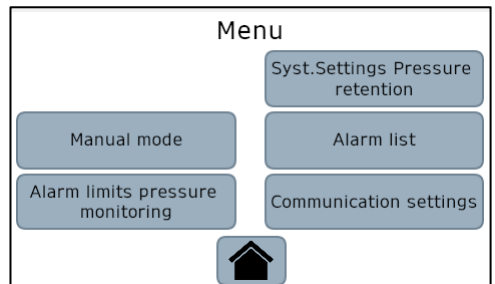 Menu
Syst.Settings Pressure
retention
Manual mode
Alarm list
Alarm limits pressure
monitoring
Communication settings